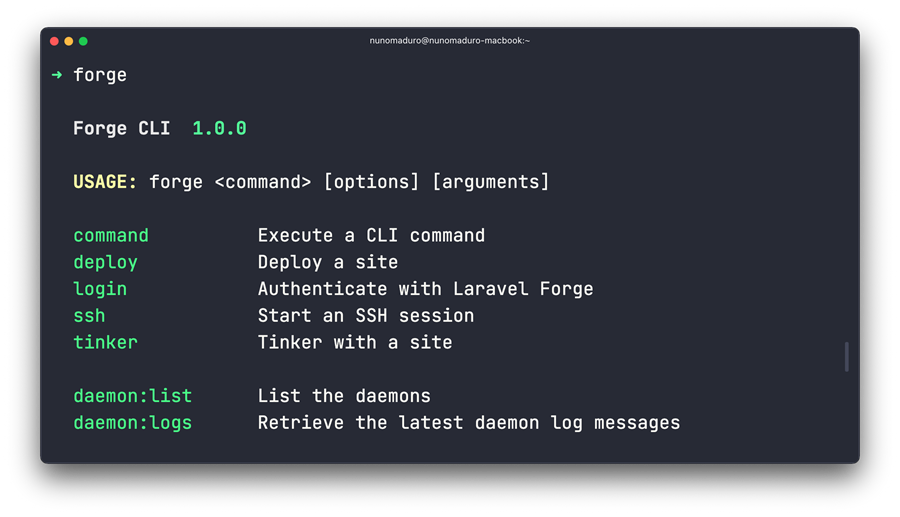 nunomaduro@nunomaduro-macbook:~
➜ forge
Forge CLI 1.0.0
USAGE: forge <command> [options] [arguments]
command Execute a CLI command
deploy Deploy a site
login Authenticate with Laravel Forge
ssh Start an SSH session
tinker Tinker with a site
daemon:list List the daemons
daemon:logs Retrieve the latest daemon log messages